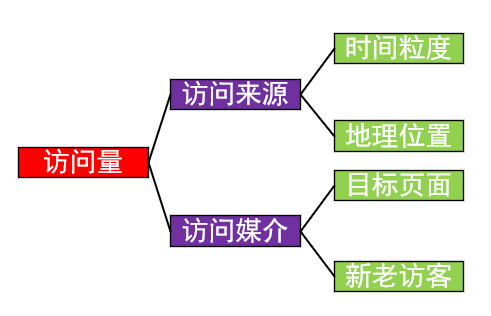 访问量
访问来源
时间粒度
地理位置
访问媒介
目标页面
新老访客